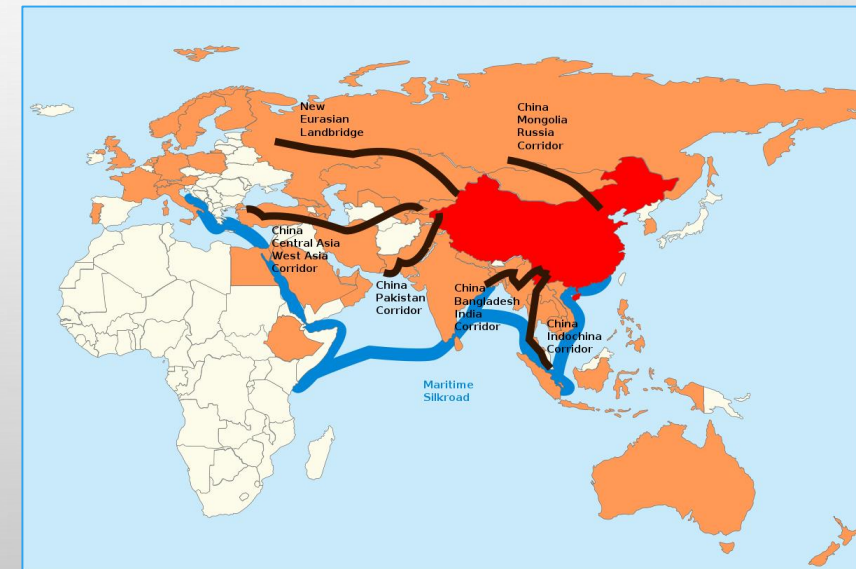 New
Eurasian
Landbridge
China
Mongolia
Russia
Corridor
China
Central Asia
West Asia
Corridor
China
Pakistan
Corridor
China
Bangladesh
India
Corridor
China
Indochina
Corridor
Maritime
Silkroad